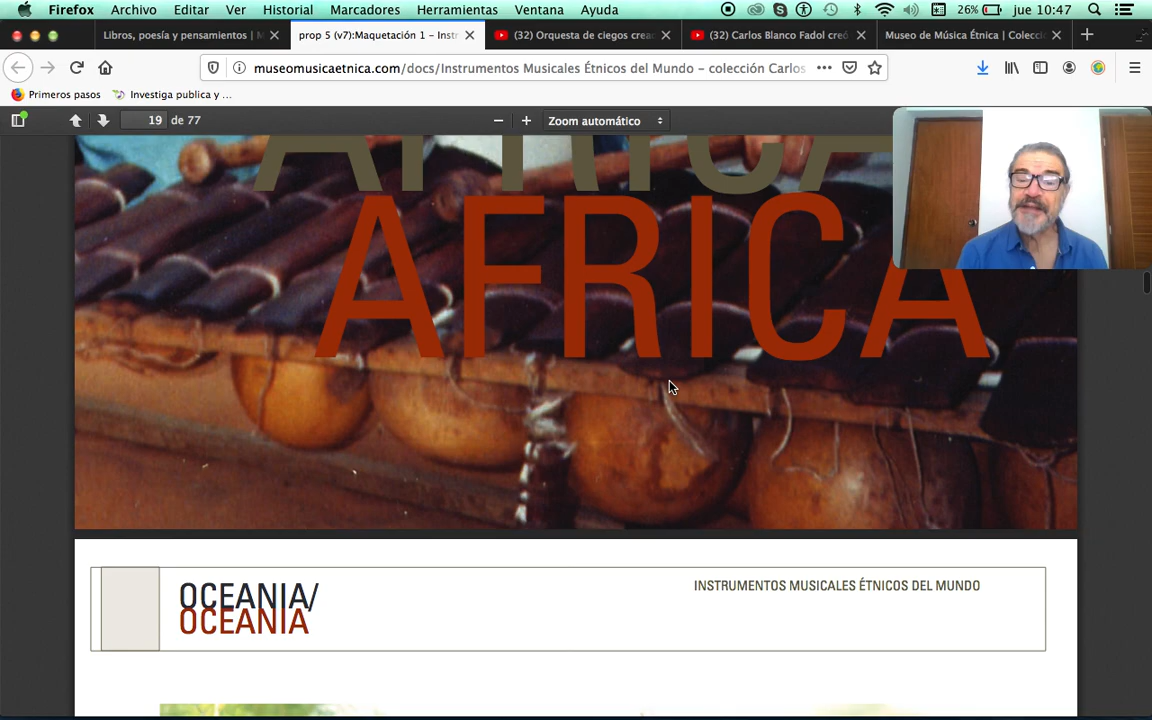 Firefox Archivo Editar Ver Historial Marcadores Herramientas Ventana Ayuda 26% jue 10:47
Libros, poesía y pensamientos | M prop 5 (v7):Maquetación 1 – Instr (32) Orquesta de ciegos crea (32) Carlos Blanco Fadol creó Museo de Música Étnica | Colecci
museomusicaetnica.com/docs/Instrumentos Musicales Étnicos del Mundo – colección Carlos
Primeros pasos Investiga publica y ...
19 de 77 Zoom automático
AFRICA
AFRICA
OCEANIA/
OCEANIA
INSTRUMENTOS MUSICALES ÉTNICOS DEL MUNDO